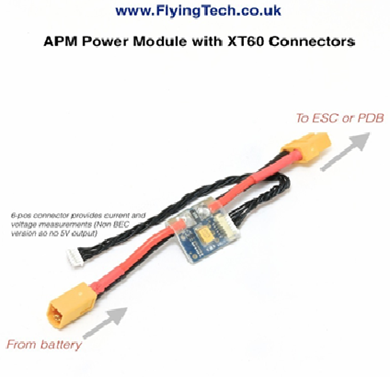 www.FlyingTech.co.uk
APM Power Module with XT60 Connectors
To ESC or PDB
6-pos connector provides current and
voltage measurements (Non BEC
version so no 5V output)
From battery